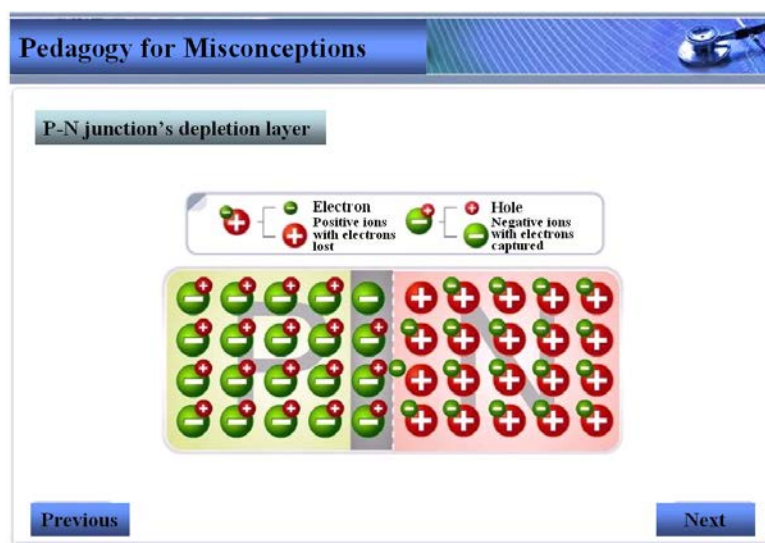 Pedagogy for Misconceptions
P-N junction's depletion layer
Electron
Positive ions
with electrons
lost
Hole
Negative ions
with electrons
captured
P N
Previous
Next